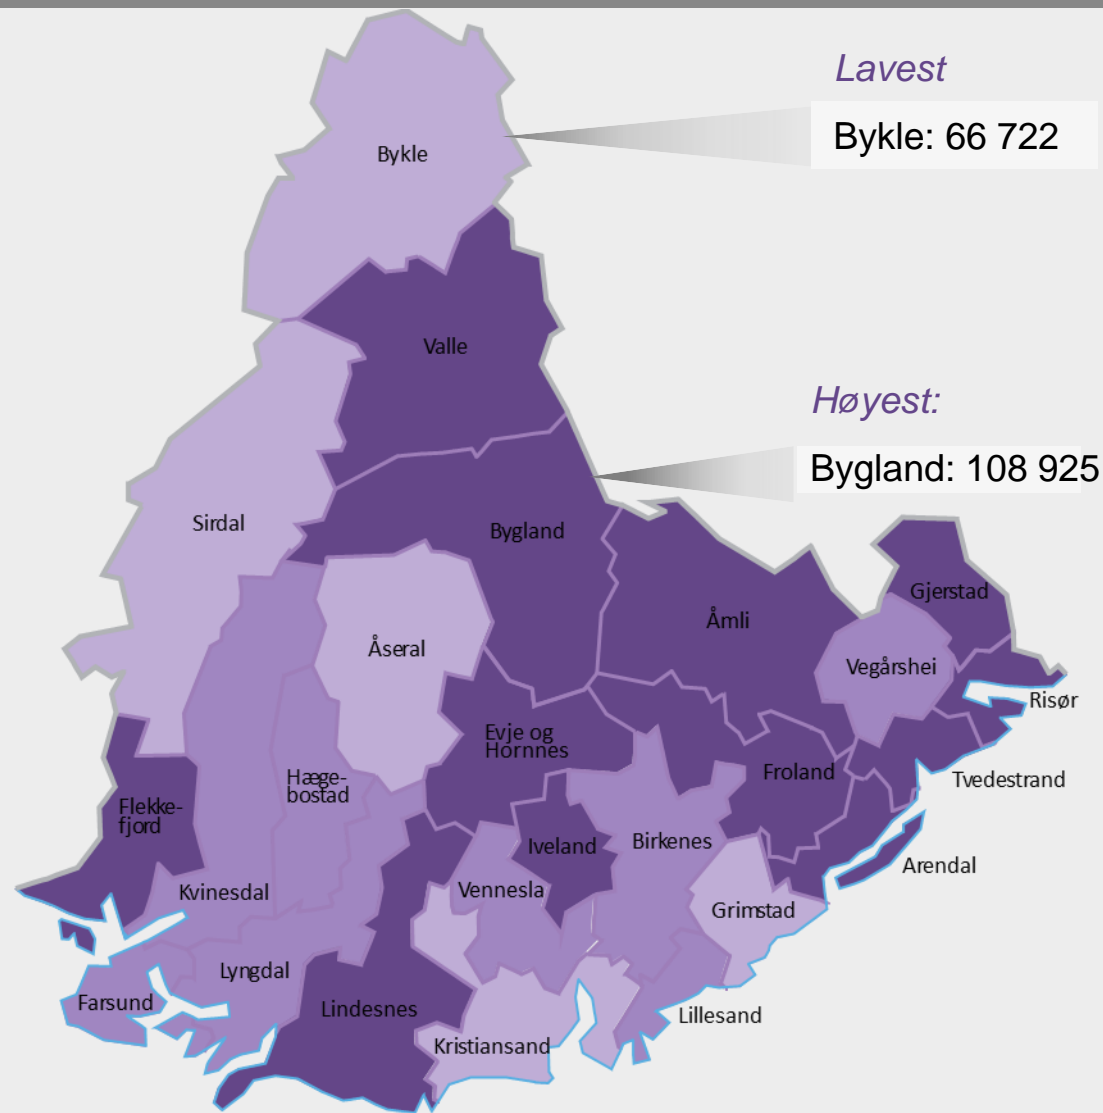 Lavest
Bykle: 66 722
Bykle
Valle
Høyest:
Bygland: 108 925
Sirdal
Bygland
Gjerstad
Åmli
Åseral
Vegårshei
Risør
Evje og
Hornnes
Froland
Hæge-
bostad
Tvedestrand
Flekke-
fjord
Iveland
Birkenes
Arendal
Kvinesdal
Vennesla
Grimstad
Lyngdal
Farsund
Lindesnes
Lillesand
Kristiansand